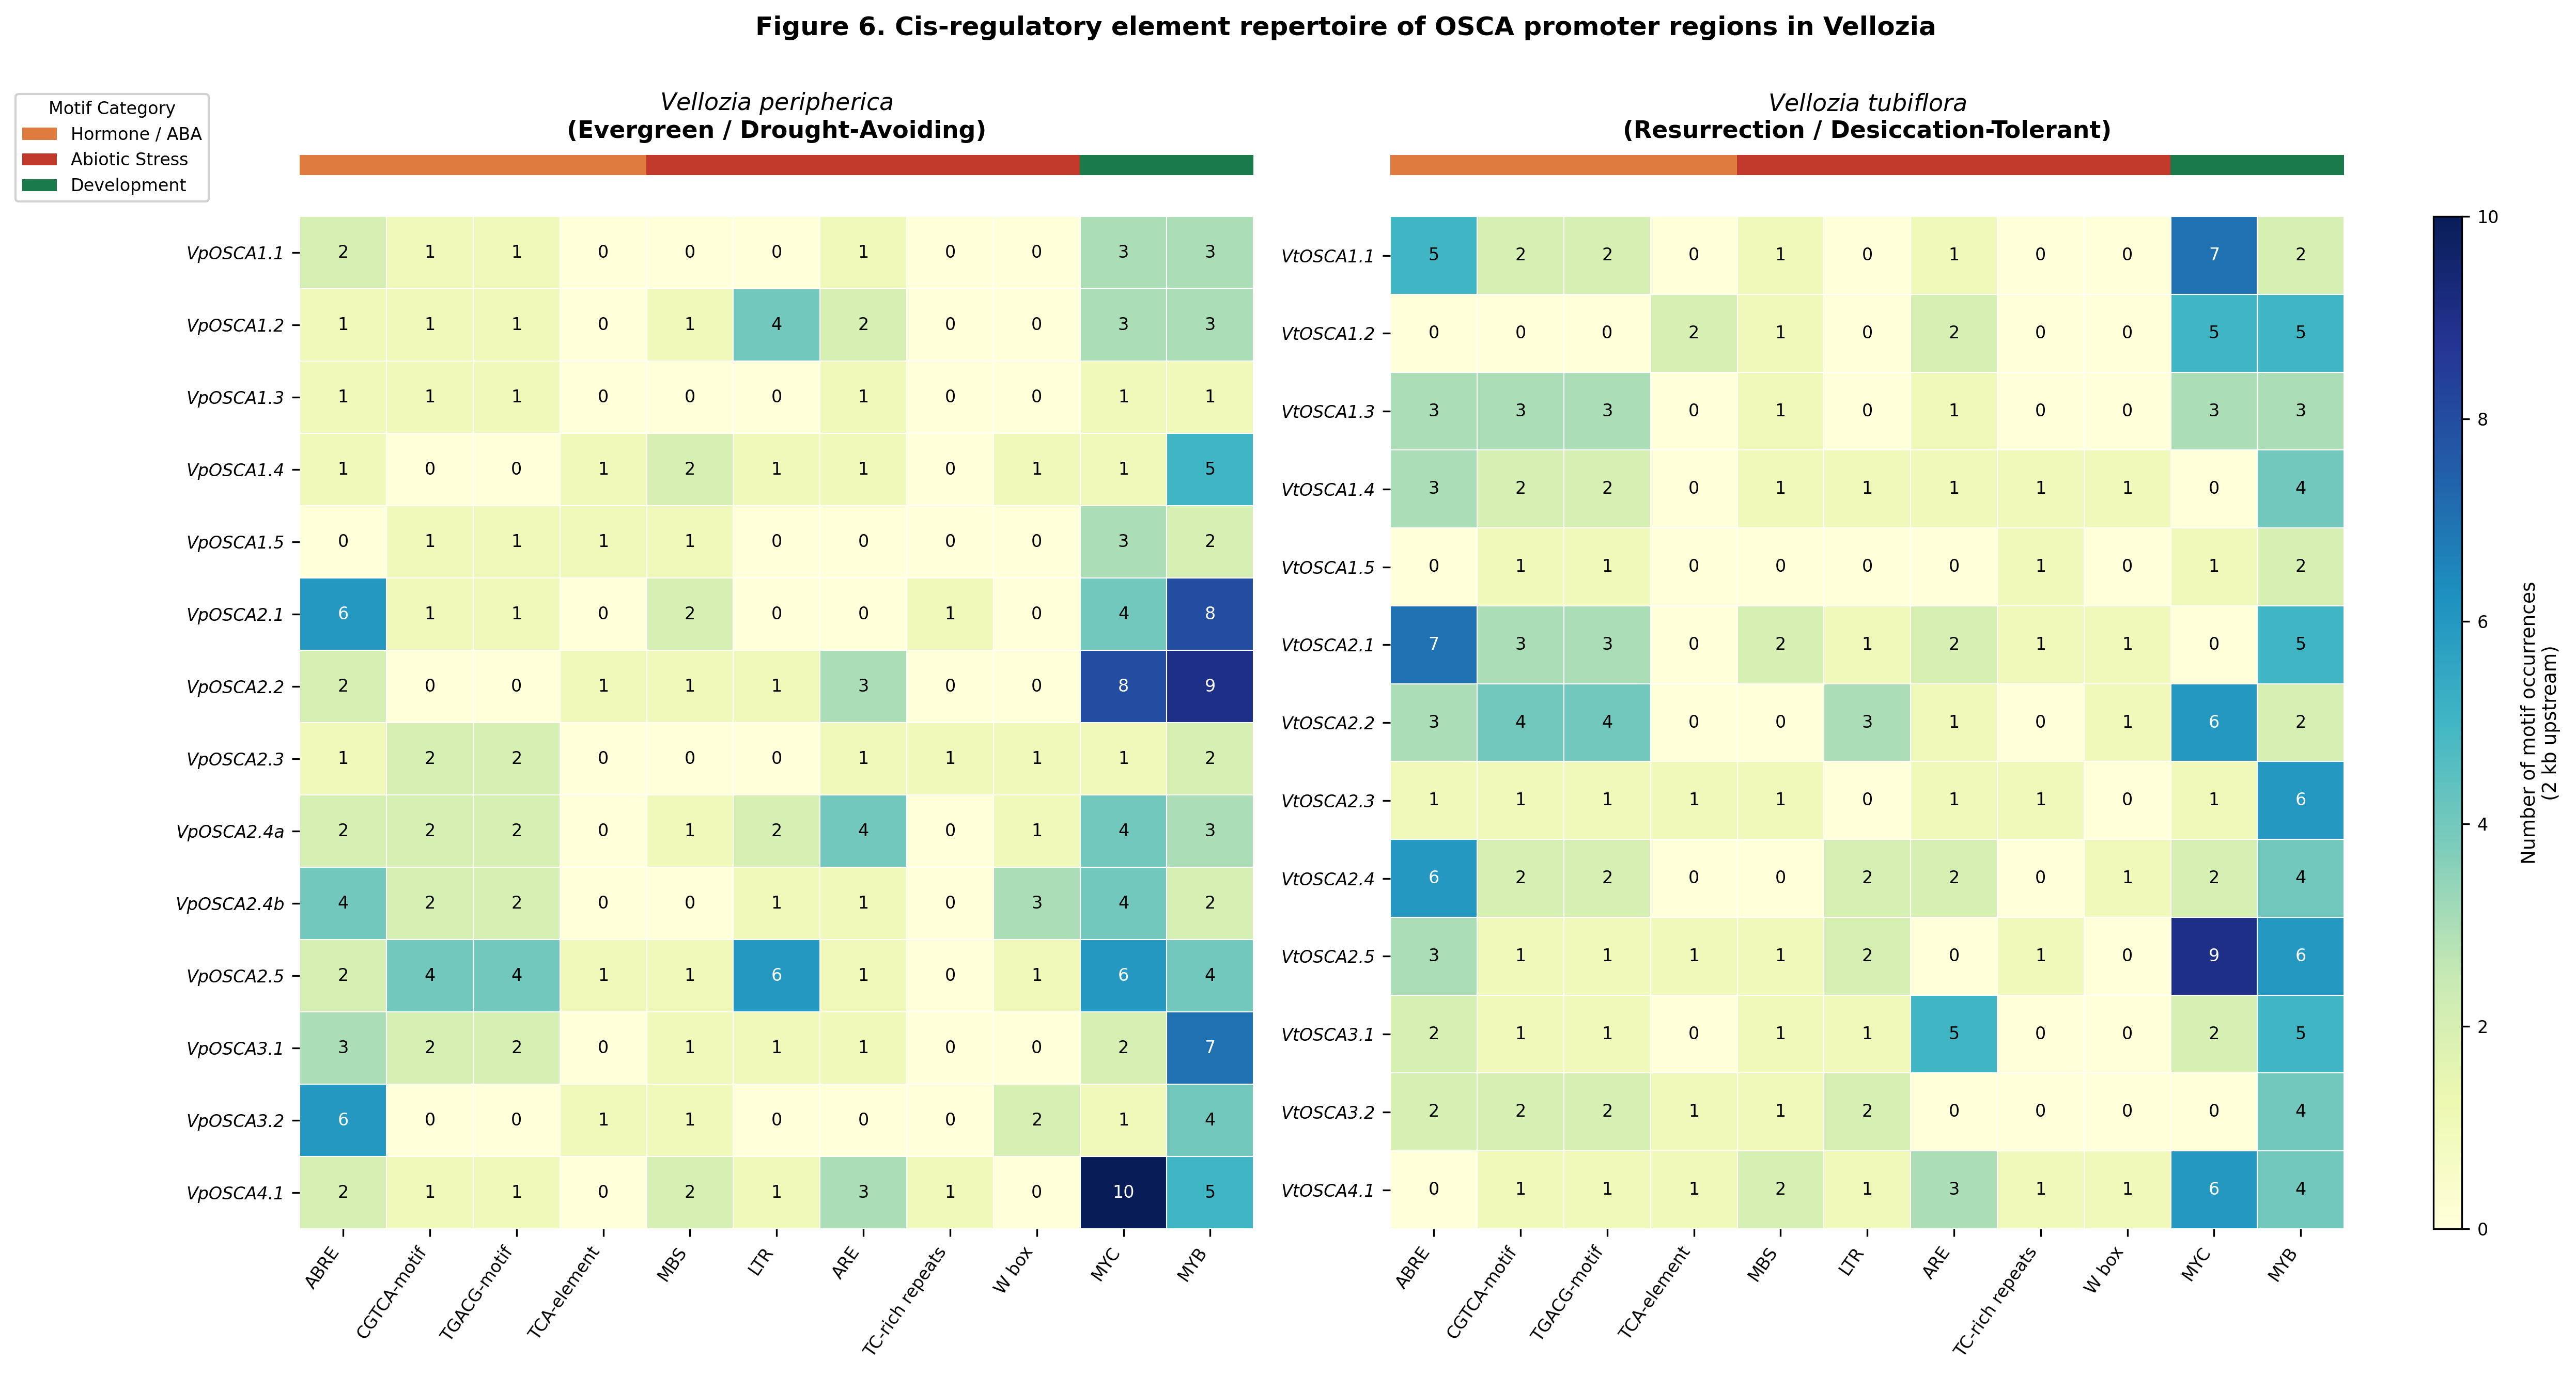 Figure 6. Cis-regulatory element repertoire of OSCA promoter regions in Vellozia
Motif Category
Hormone / ABA
Abiotic Stress
Development
Vellozia peripherica
(Evergreen / Drought-Avoiding)
VpOSCA1.1 2 1 1 0 0 0 1 0 0 3 3
VpOSCA1.2 1 1 1 0 1 4 2 0 0 3 3
VpOSCA1.3 1 1 1 0 0 0 1 0 0 1 1
VpOSCA1.4 1 0 0 1 2 1 1 0 1 1 5
VpOSCA1.5 0 1 1 1 1 0 0 0 0 3 2
VpOSCA2.1 6 1 1 0 2 0 0 1 0 4 8
VpOSCA2.2 2 0 0 1 1 1 3 0 0 8 9
VpOSCA2.3 1 2 2 0 0 0 1 1 1 1 2
VpOSCA2.4a 2 2 2 0 1 2 4 0 1 4 3
VpOSCA2.4b 4 2 2 0 0 1 1 0 3 4 2
VpOSCA2.5 2 4 4 1 1 6 1 0 1 6 4
VpOSCA3.1 3 2 2 0 1 1 1 0 0 2 7
VpOSCA3.2 6 0 0 1 1 0 0 0 2 1 4
VpOSCA4.1 2 1 1 0 2 1 3 1 0 10 5
ABRE CGTCA-motif TGACG-motif TCA-element MBS LTR ARE TC-rich repeats W box MYC MYB
Vellozia tubiflora
(Resurrection / Desiccation-Tolerant)
VtOSCA1.1 5 2 2 0 1 0 1 0 0 7 2
VtOSCA1.2 0 0 0 2 1 0 2 0 0 5 5
VtOSCA1.3 3 3 3 0 1 0 1 0 0 3 3
VtOSCA1.4 3 2 2 0 1 1 1 1 1 0 4
VtOSCA1.5 0 1 1 0 0 0 0 1 0 1 2
VtOSCA2.1 7 3 3 0 2 1 2 1 1 0 5
VtOSCA2.2 3 4 4 0 0 3 1 0 1 6 2
VtOSCA2.3 1 1 1 1 1 0 1 1 0 1 6
VtOSCA2.4 6 2 2 0 0 2 2 0 1 2 4
VtOSCA2.5 3 1 1 1 1 2 0 1 0 9 6
VtOSCA3.1 2 1 1 0 1 1 5 0 0 2 5
VtOSCA3.2 2 2 2 1 1 2 0 0 0 0 4
VtOSCA4.1 0 1 1 1 2 1 3 1 1 6 4
ABRE CGTCA-motif TGACG-motif TCA-element MBS LTR ARE TC-rich repeats W box MYC MYB
10
8
6
4
2
0
Number of motif occurrences
(2 kb upstream)